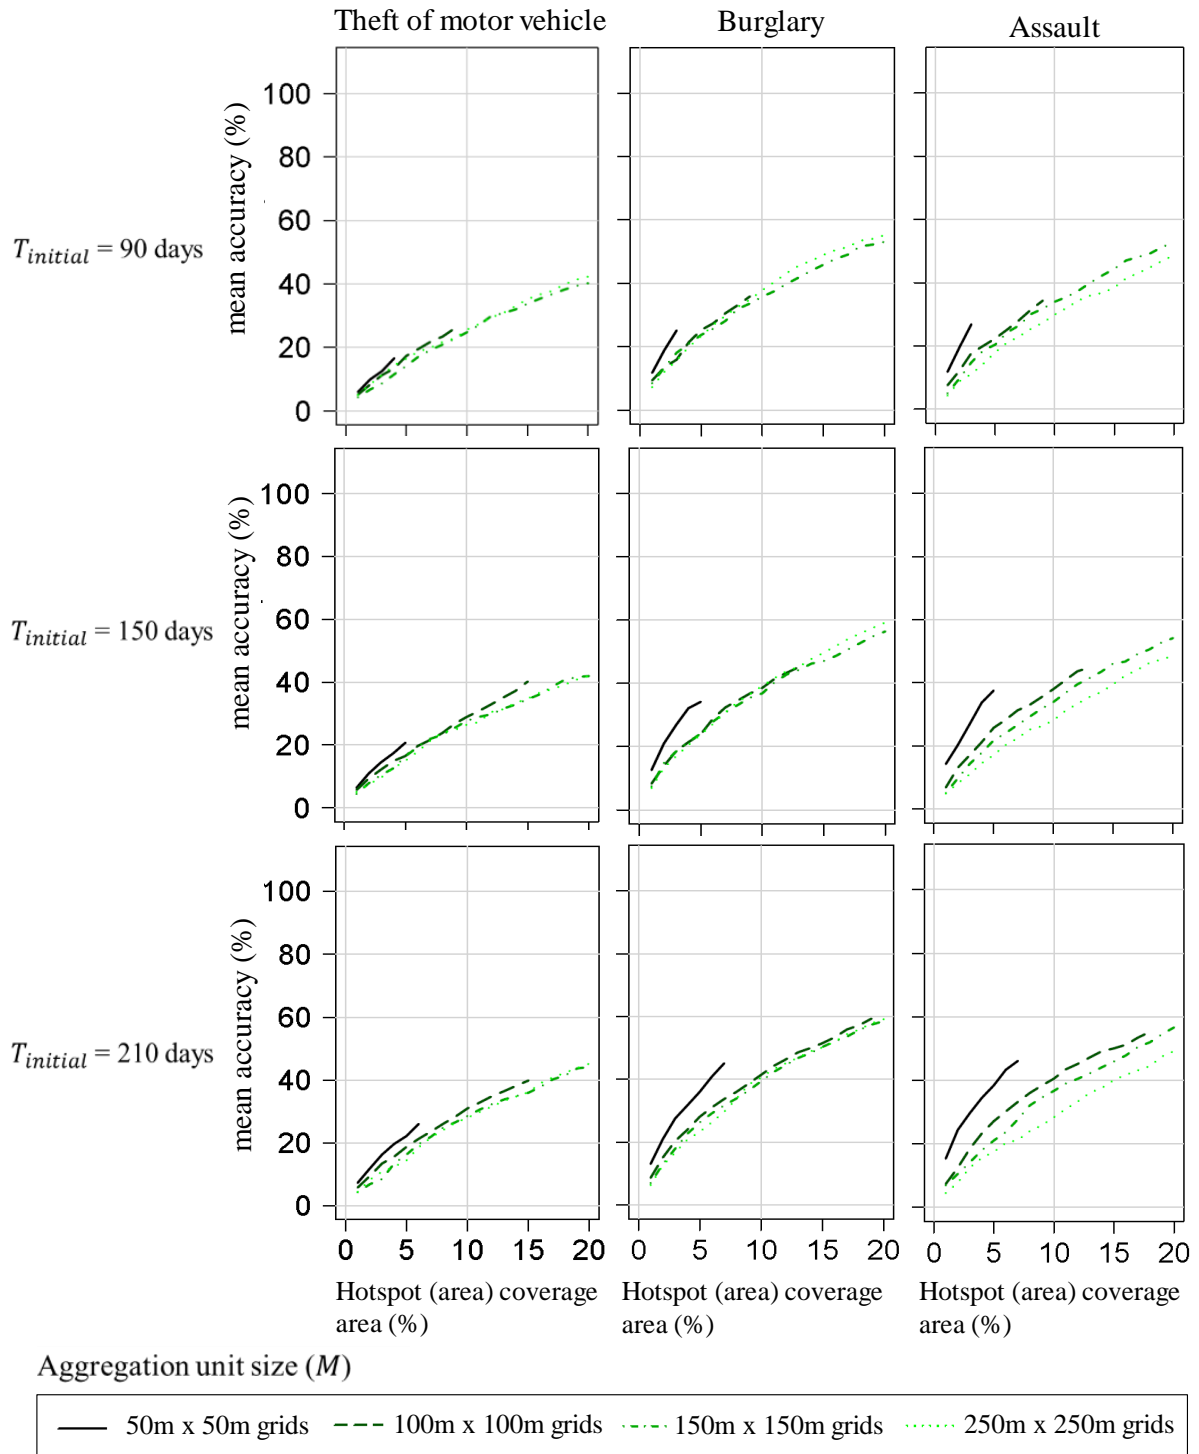 Theft of motor vehicle
Burglary
Assault
T_initial = 90 days
mean accuracy (%)
100
80
60
40
20
0
T_initial = 150 days
mean accuracy (%)
100
80
60
40
20
0
T_initial = 210 days
mean accuracy (%)
100
80
60
40
20
0
0 5 10 15 20
0 5 10 15 20
0 5 10 15 20
Hotspot (area) coverage
area (%)
Hotspot (area) coverage
area (%)
Hotspot (area) coverage
area (%)
Aggregation unit size (M)
50m x 50m grids
100m x 100m grids
150m x 150m grids
250m x 250m grids